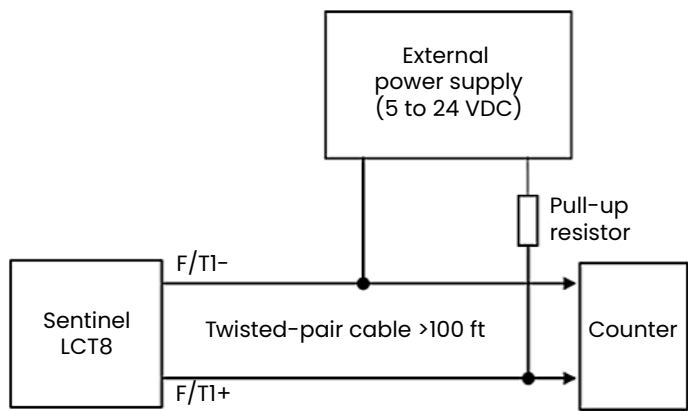 External
power supply
(5 to 24 VDC)
Pull-up
resistor
F/T1-
Sentinel
LCT8
Twisted-pair cable >100 ft
Counter
F/T1+